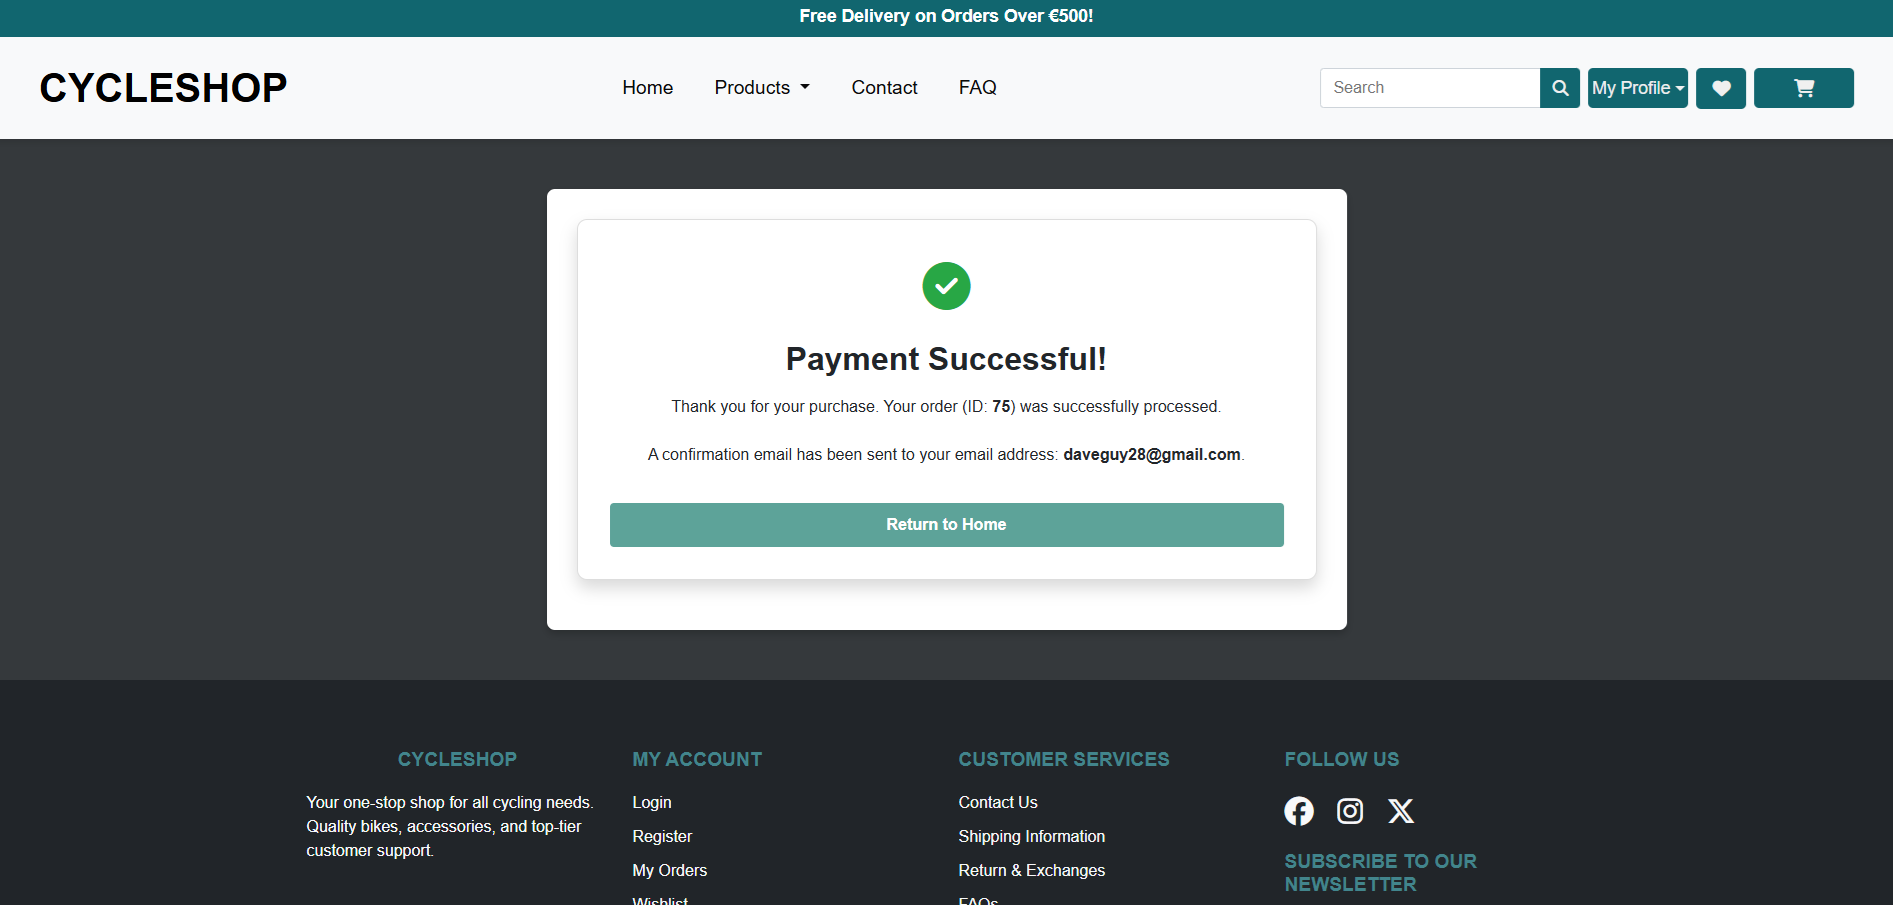 Free Delivery on Orders Over €500!
CYCLESHOP
Home
Products
Contact
FAQ
Search
My Profile
Payment Successful!
Thank you for your purchase. Your order (ID: 75) was successfully processed.
A confirmation email has been sent to your email address: daveguy28@gmail.com.
Return to Home
CYCLESHOP
Your one-stop shop for all cycling needs.
Quality bikes, accessories, and top-tier
customer support.
MY ACCOUNT
Login
Register
My Orders
Wishlist
CUSTOMER SERVICES
Contact Us
Shipping Information
Return & Exchanges
FAQs
FOLLOW US
SUBSCRIBE TO OUR
NEWSLETTER